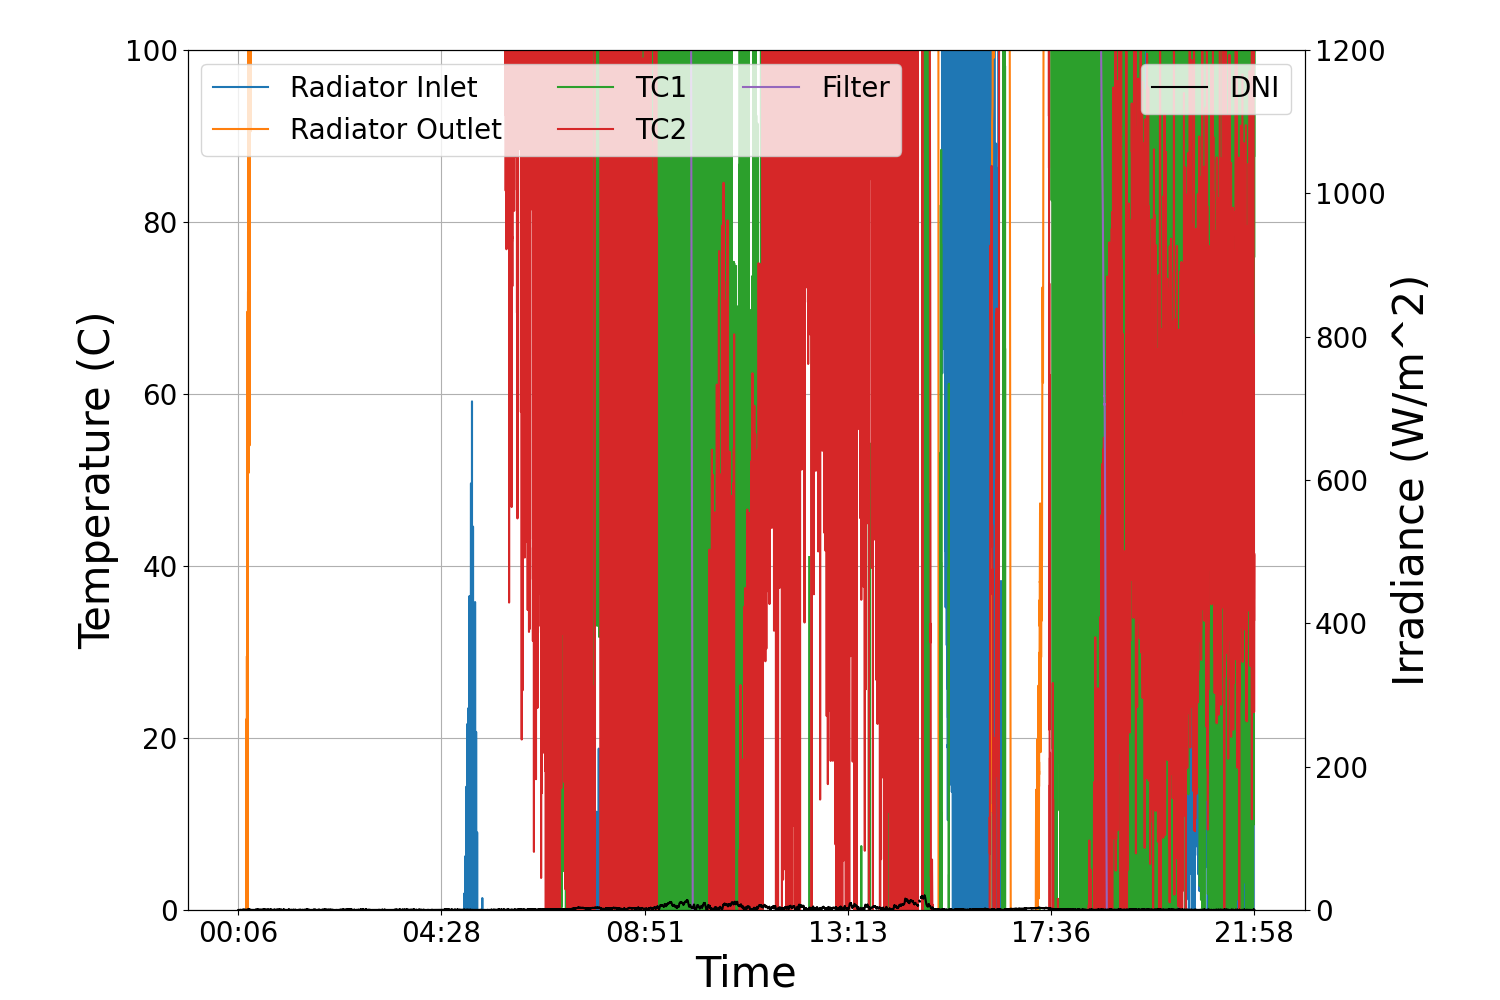 Radiator Inlet
Radiator Outlet
TC1
TC2
Filter
DNI
100
80
60
40
20
0
Temperature (C)
1200
1000
800
600
400
200
0
Irradiance (W/m^2)
00:06 04:28 08:51 13:13 17:36 21:58
Time